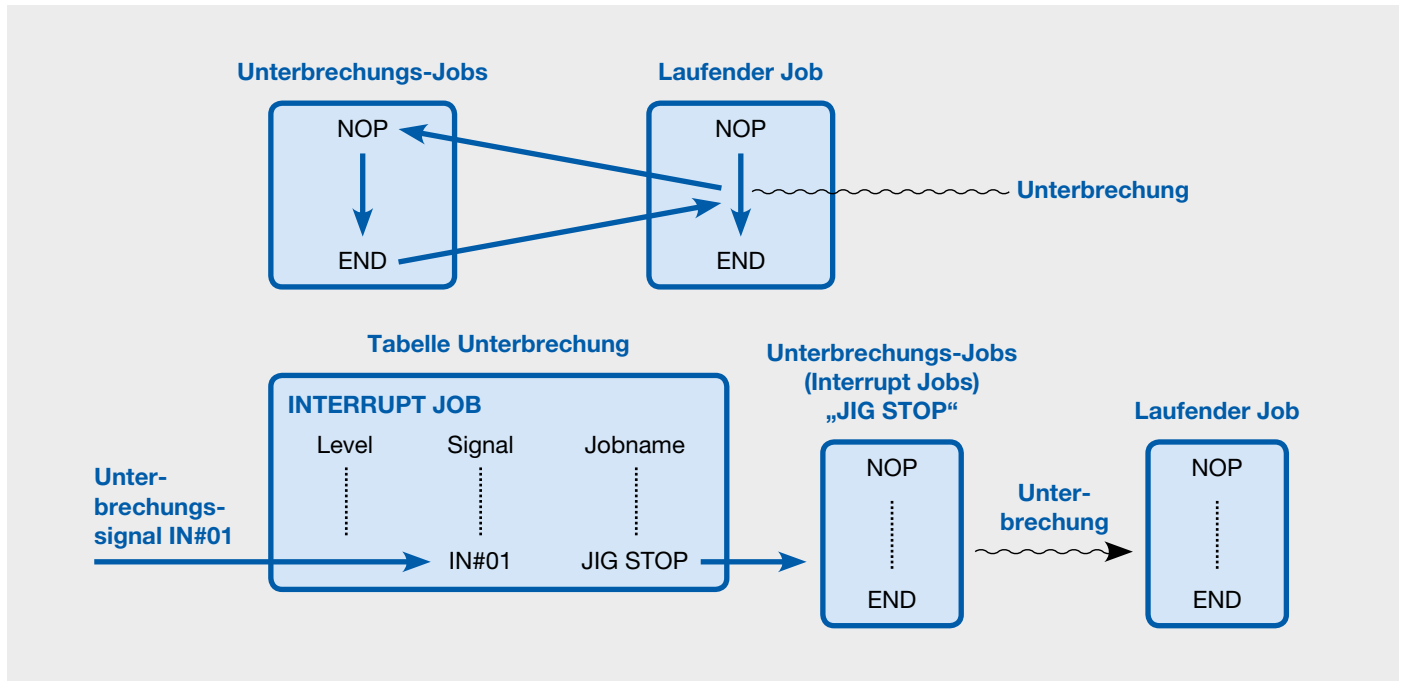 Unterbrechungs-Jobs
Laufender Job
NOP
END
NOP
END
Unterbrechung
Tabelle Unterbrechung
INTERRUPT JOB
Level
Signal
Jobname
IN#01
JIG STOP
Unter-
brechungs-
signal IN#01
Unterbrechungs-Jobs
(Interrupt Jobs)
„JIG STOP“
NOP
END
Unter-
brechung
Laufender Job
NOP
END